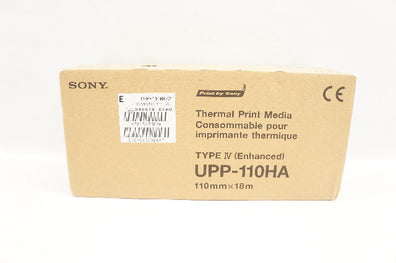 SONY
Print by Sony
CE
E
Thermal Print Media
Consommable pour
imprimante thermique
TYPE IV (Enhanced)
UPP-110HA
110mm×18m